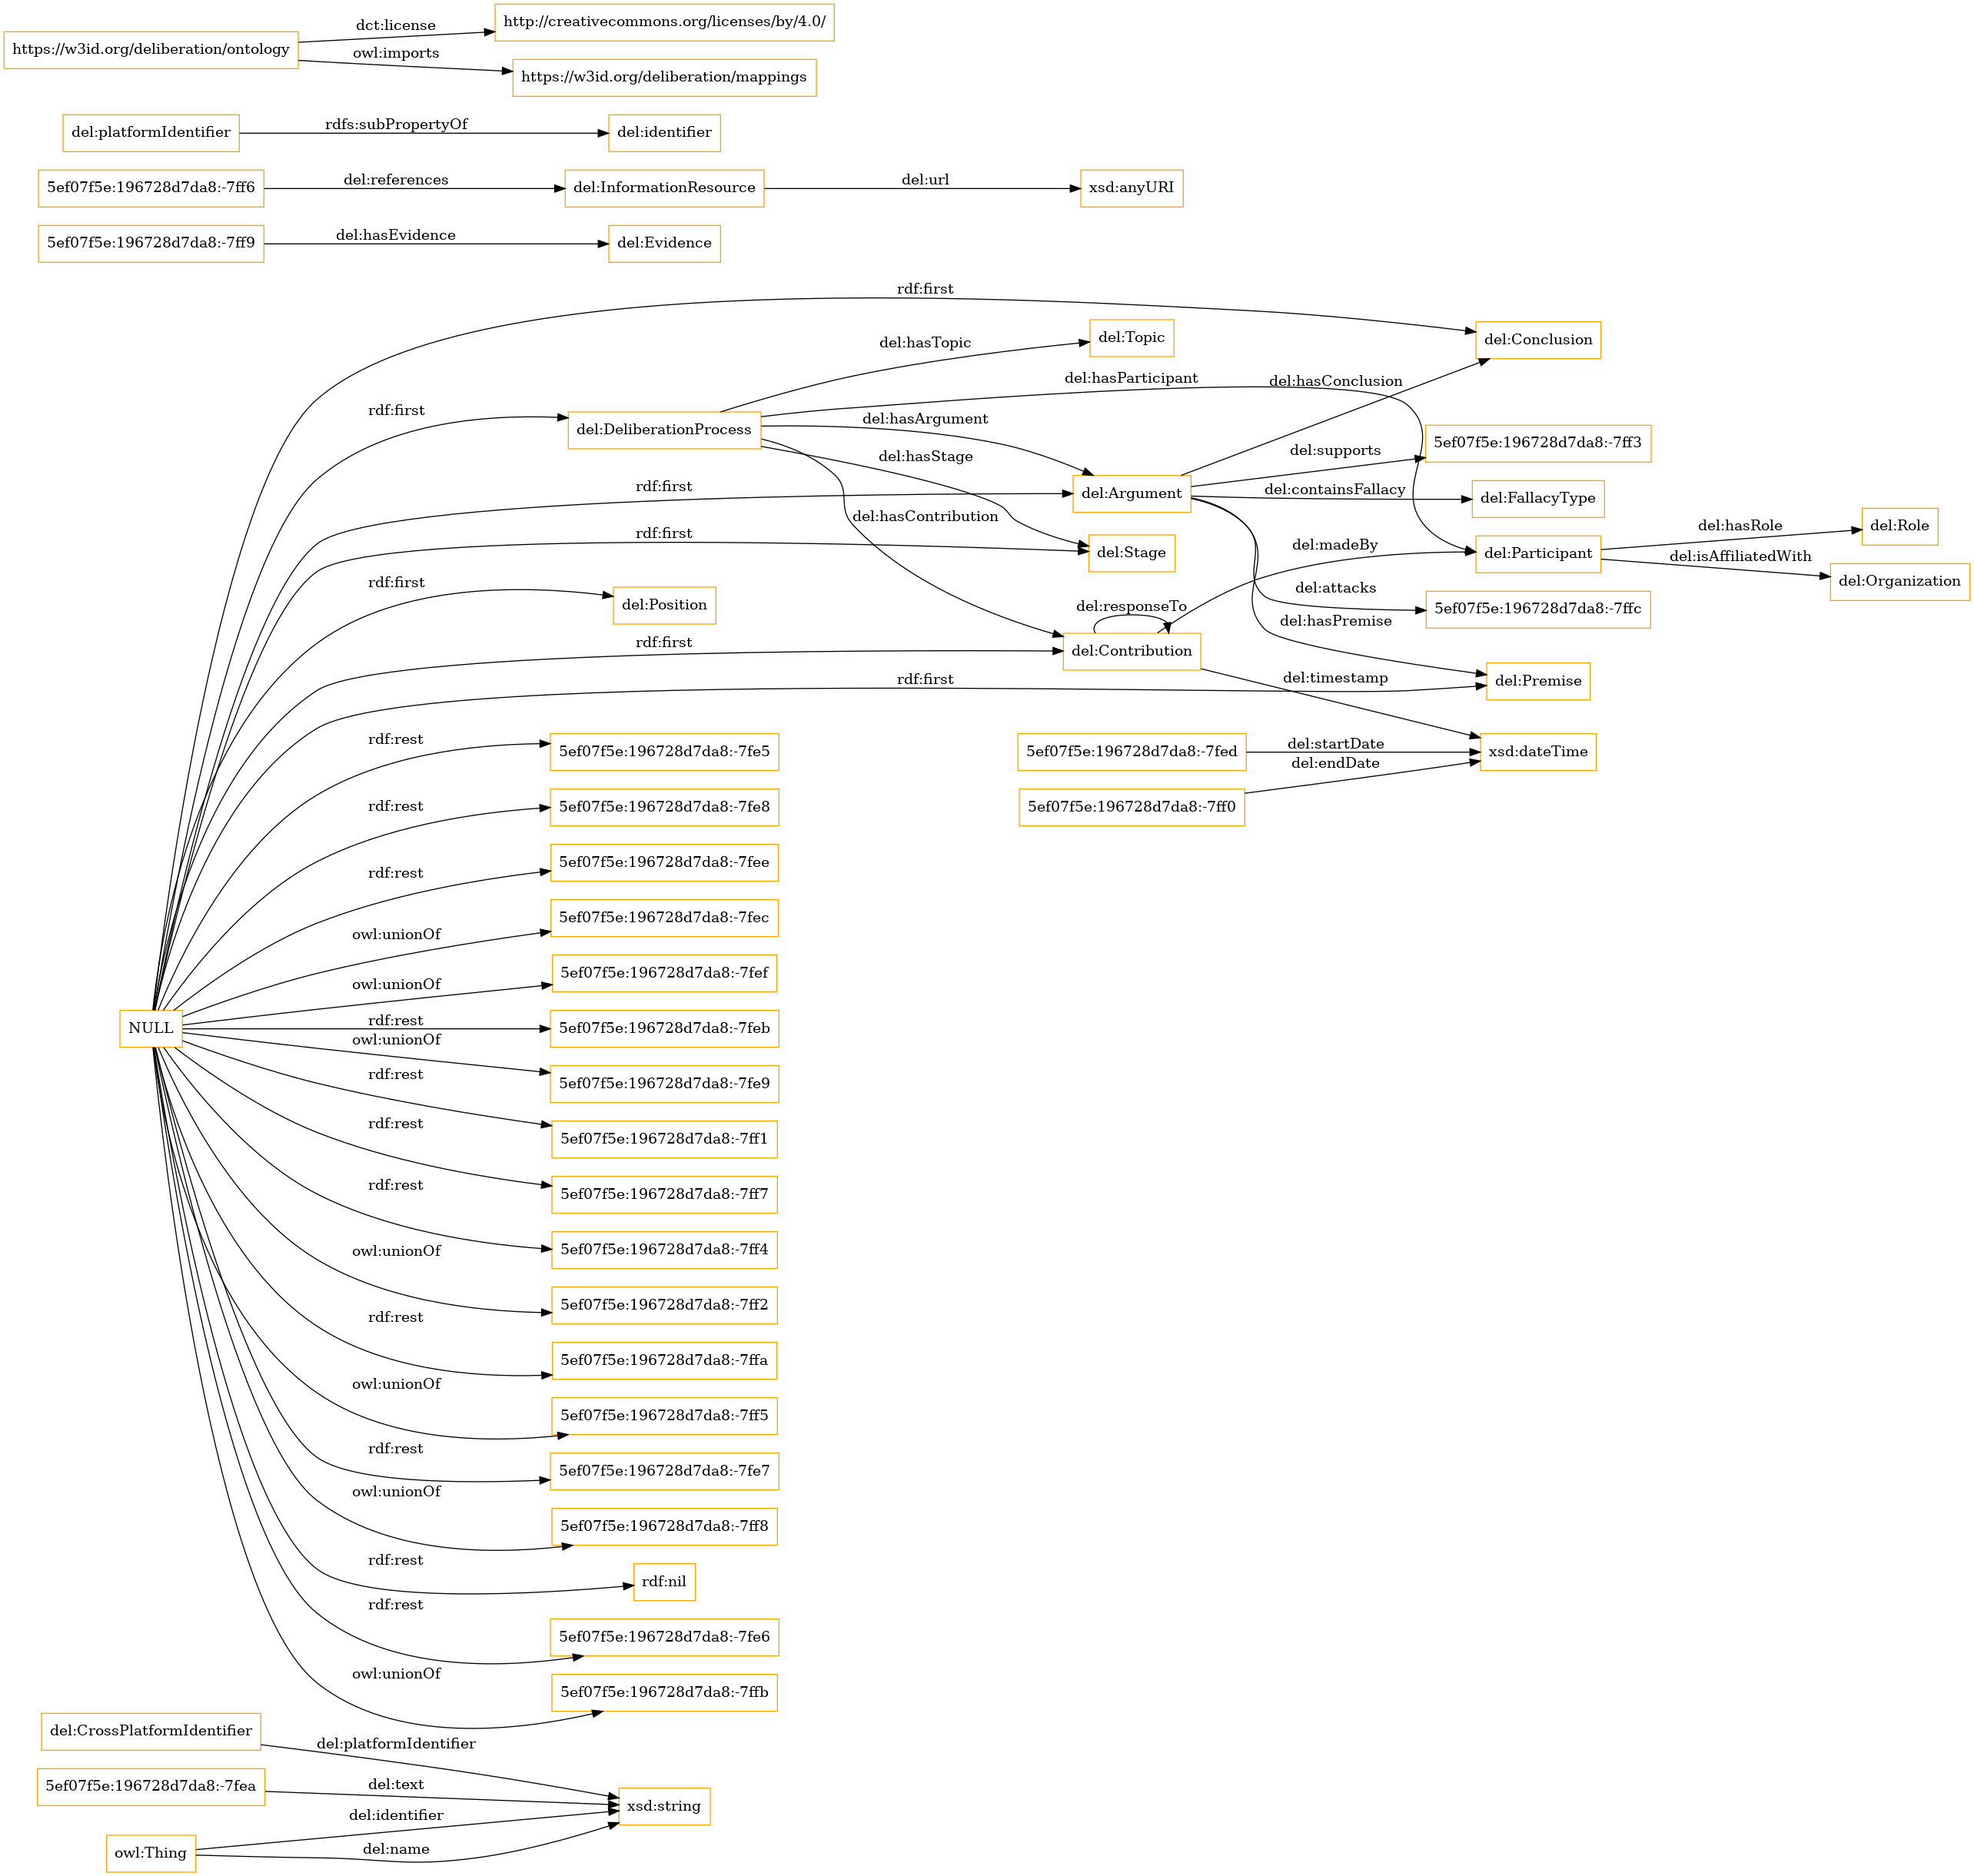 dct:license
http://creativecommons.org/licenses/by/4.0/
https://w3id.org/deliberation/ontology
owl:imports
https://w3id.org/deliberation/mappings
del:platformIdentifier
rdfs:subPropertyOf
del:identifier
5ef07f5e:196728d7da8:-7ff6
del:references
del:InformationResource
del:url
xsd:anyURI
5ef07f5e:196728d7da8:-7ff9
del:hasEvidence
del:Evidence
rdf:first
del:Conclusion
del:hasTopic
del:Topic
rdf:first
del:DeliberationProcess
del:hasParticipant
del:hasConclusion
del:hasArgument
del:hasStage
del:supports
5ef07f5e:196728d7da8:-7ff3
rdf:first
del:Argument
del:containsFallacy
del:FallacyType
del:hasContribution
del:hasRole
del:Role
rdf:first
del:Stage
del:madeBy
del:Participant
del:isAffiliatedWith
del:Organization
rdf:first
del:Position
del:responseTo
del:attacks
5ef07f5e:196728d7da8:-7ffc
del:hasPremise
rdf:first
del:Contribution
del:timestamp
rdf:first
del:Premise
rdf:rest
5ef07f5e:196728d7da8:-7fe5
5ef07f5e:196728d7da8:-7fed
del:startDate
xsd:dateTime
del:endDate
rdf:rest
5ef07f5e:196728d7da8:-7fe8
5ef07f5e:196728d7da8:-7ff0
rdf:rest
5ef07f5e:196728d7da8:-7fee
owl:unionOf
5ef07f5e:196728d7da8:-7fec
owl:unionOf
5ef07f5e:196728d7da8:-7fef
NULL
rdf:rest
5ef07f5e:196728d7da8:-7feb
owl:unionOf
5ef07f5e:196728d7da8:-7fe9
rdf:rest
5ef07f5e:196728d7da8:-7ff1
rdf:rest
5ef07f5e:196728d7da8:-7ff7
rdf:rest
5ef07f5e:196728d7da8:-7ff4
owl:unionOf
5ef07f5e:196728d7da8:-7ff2
rdf:rest
5ef07f5e:196728d7da8:-7ffa
owl:unionOf
5ef07f5e:196728d7da8:-7ff5
rdf:rest
5ef07f5e:196728d7da8:-7fe7
owl:unionOf
5ef07f5e:196728d7da8:-7ff8
rdf:rest
rdf:nil
rdf:rest
5ef07f5e:196728d7da8:-7fe6
owl:unionOf
5ef07f5e:196728d7da8:-7ffb
del:CrossPlatformIdentifier
del:platformIdentifier
5ef07f5e:196728d7da8:-7fea
del:text
xsd:string
del:identifier
owl:Thing
del:name